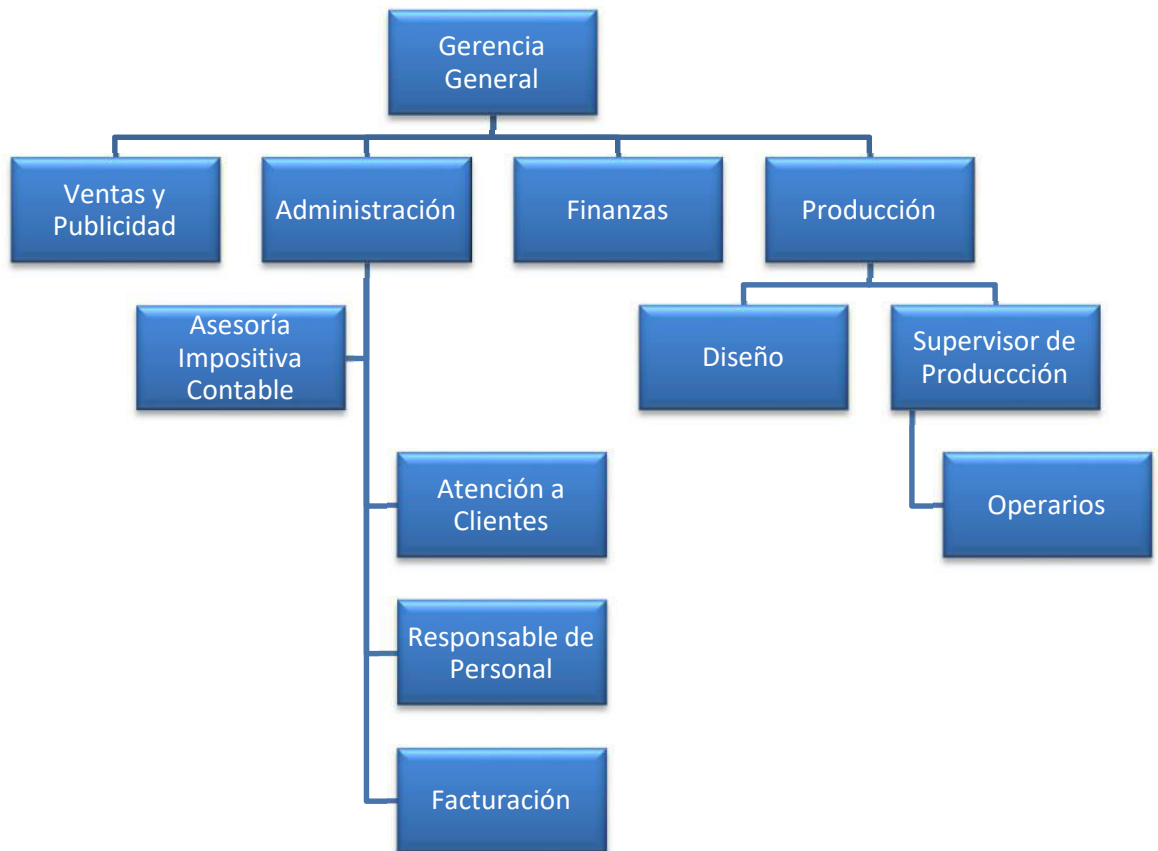 Gerencia
General
Ventas y
Publicidad
Administración
Finanzas
Producción
Asesoría
Impositiva
Contable
Diseño
Supervisor de
Produccción
Atención a
Clientes
Operarios
Responsable de
Personal
Facturación